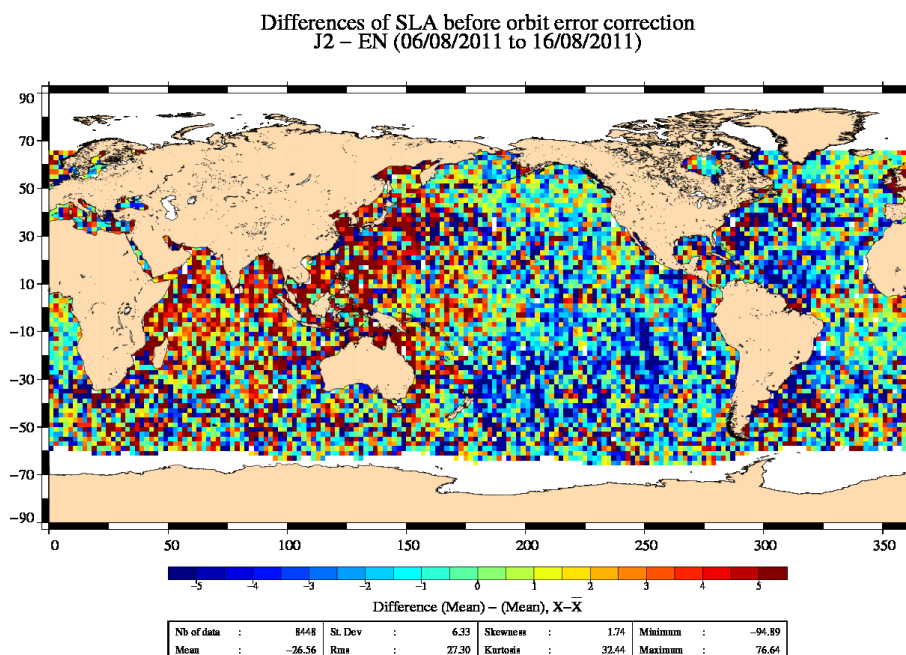 Differences of SLA before orbit error correction
J2 − EN (06/08/2011 to 16/08/2011)
90
70
50
30
10
−10
−30
−50
−70
−90
0 50 100 150 200 250 300 350
−5 −4 −3 −2 −1 0 1 2 3 4 5
Difference (Mean) − (Mean), X−X̅
Nb of data : 8448 St. Dev : 6.33 Skewness : 1.74 Minimum : −94.89
Mean : −26.56 Rms : 27.30 Kurtosis : 32.44 Maximum : 76.64